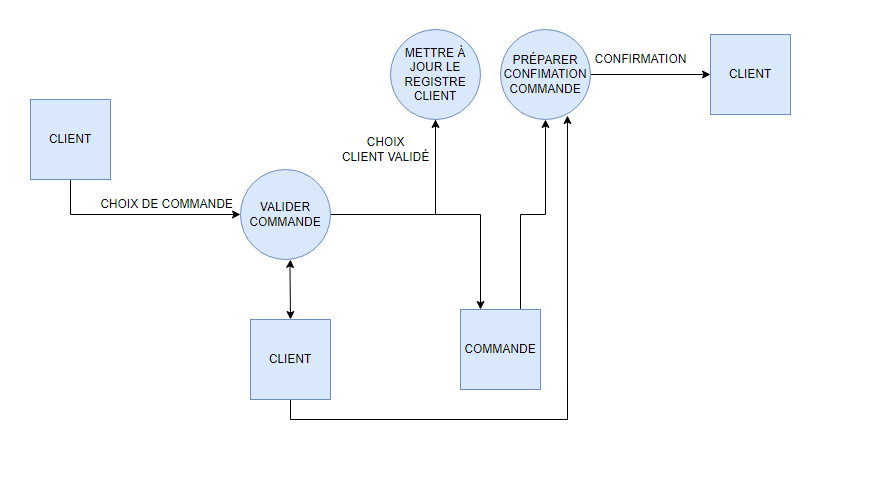 METTRE À
JOUR LE
REGISTRE
CLIENT
PRÉPARER
CONFIMATION
COMMANDE
CONFIRMATION
CLIENT
CLIENT
CHOIX
CLIENT VALIDÉ
CHOIX DE COMMANDE
VALIDER
COMMANDE
CLIENT
COMMANDE